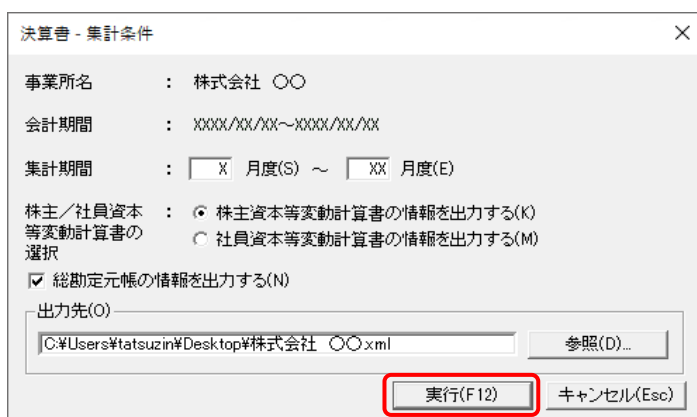 決算書 - 集計条件
事業所名 : 株式会社 〇〇
会計期間 : XXXX/XX/XX～XXXX/XX/XX
集計期間 : X 月度(S) ～ XX 月度(E)
株主／社員資本等変動計算書の選択 : 株主資本等変動計算書の情報を出力する(K)
社員資本等変動計算書の情報を出力する(M)
総勘定元帳の情報を出力する(N)
出力先(O)
C:¥Users¥tatsuzin¥Desktop¥株式会社 〇〇.xml 参照(D)...
実行(F12) キャンセル(Esc)